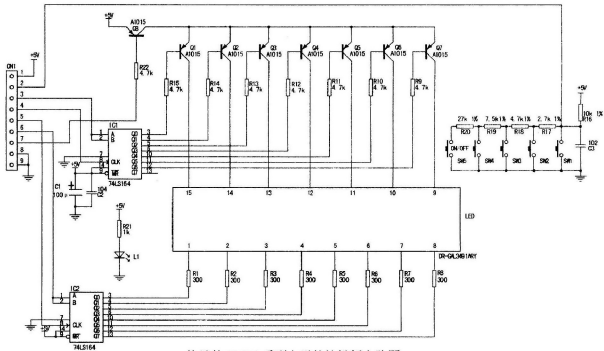 +5V
A1015
Q8
CN1
+5V
1
2
3
4
5
6
7
8
9
R22
4.7k
Q1
A1015
Q2
A1015
Q3
A1015
Q4
A1015
Q5
A1015
Q6
A1015
Q7
A1015
R15
4.7k
R14
4.7k
R13
4.7k
R12
4.7k
R11
4.7k
R10
4.7k
R9
4.7k
+5V
10k 1%
R16
27k 1%
7.5k1%
4.7k1%
2.7k 1%
R20
R19
R18
R17
102
C3
ON/OFF
SW5
SW4
SW3
SW2
SW1
IC1
A
B
CLK
MR
74LS164
+5V
C1
100μ
104
C2
+5V
R21
1k
L1
15
14
13
12
11
10
9
LED
DR-GAL3491ARY
1
2
3
4
5
6
7
8
R1
300
R2
300
R3
300
R4
300
R5
300
R6
300
R7
300
R8
300
IC2
A
B
CLK
MR
+5V
74LS164